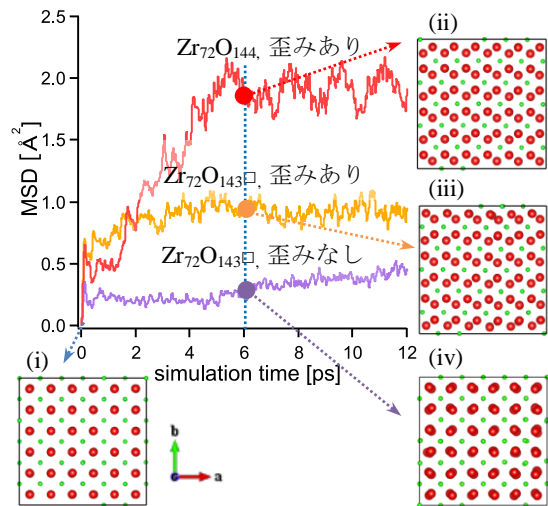 (ii)
2.5
Zr72O144, 歪みあり
2.0
MSD [Å2]
1.5
(iii)
Zr72O143□, 歪みあり
1.0
Zr72O143□, 歪みなし
0.5
0.0
0 2 4 6 8 10 12
simulation time [ps]
(iv)
(i)
b
c
a